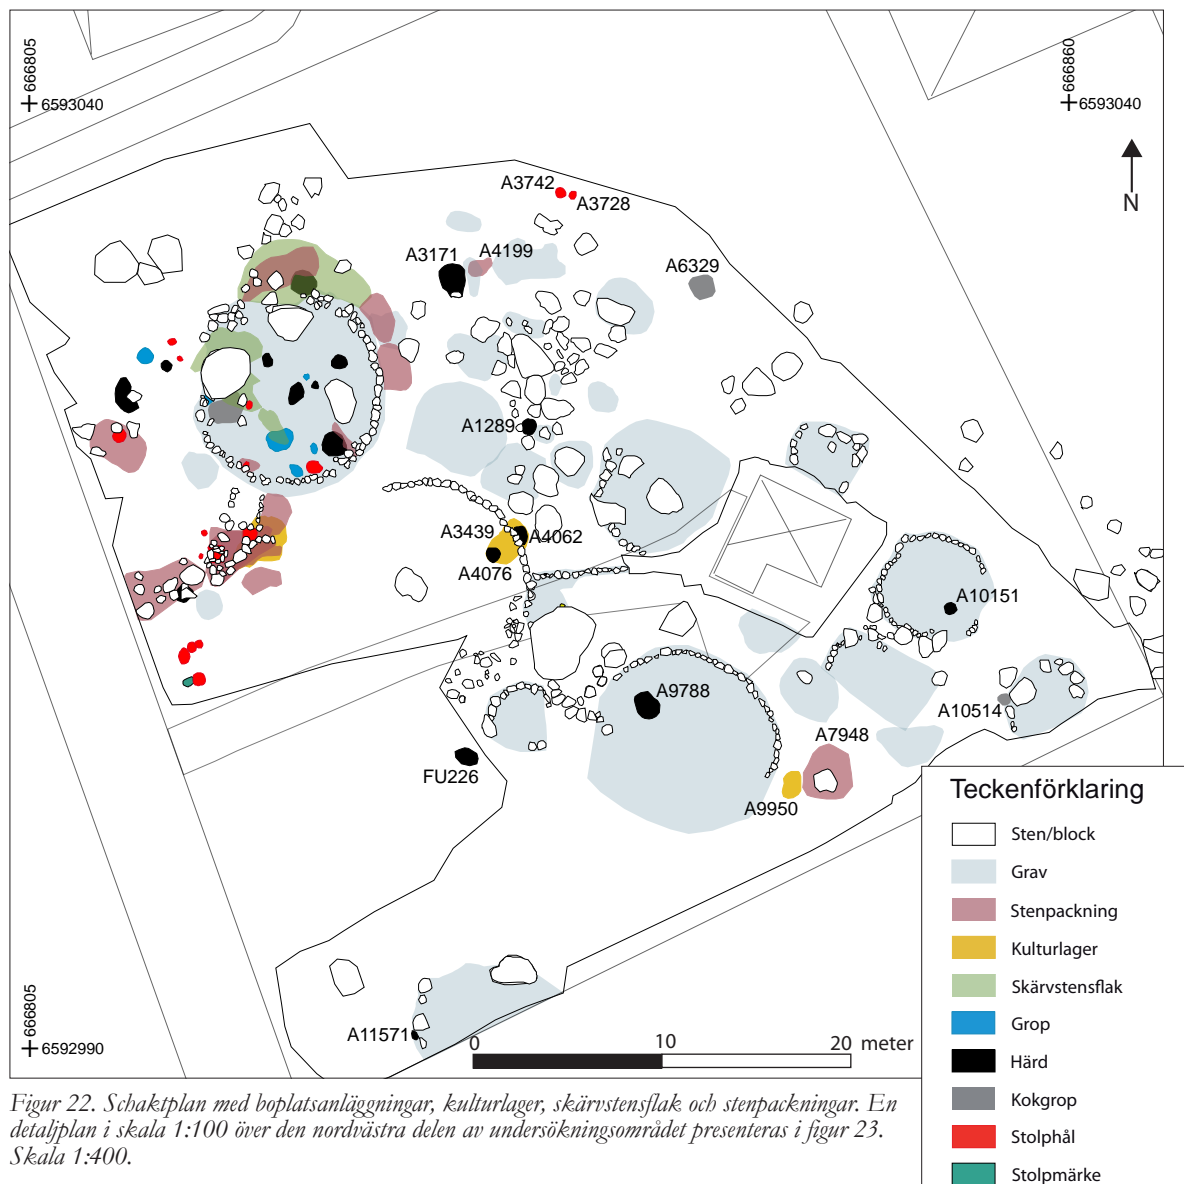 666805
6593040
666860
6593040
N
A3742
A3728
A3171
A4199
A6329
A1289
A3439
A4062
A4076
A10151
A9788
A10514
A7948
FU226
A9950
666805
6592990
A11571
0
10
20 meter
Teckenförklaring
Sten/block
Grav
Stenpackning
Kulturlager
Skärvstensflak
Grop
Härd
Kokgrop
Stolphål
Stolpmärke
Figur 22. Schaktplan med boplatsanläggningar, kulturlager, skärvstensflak och stenpackningar. En
detaljplan i skala 1:100 över den nordvästra delen av undersökningsområdet presenteras i figur 23.
Skala 1:400.